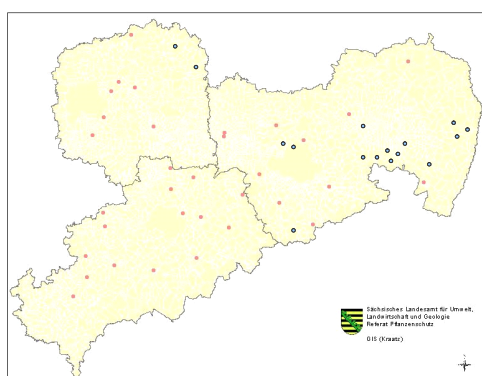 Sächsisches Landesamt für Umwelt,
Landwirtschaft und Geologie
Referat Pflanzenschutz
GIS (Kraatz)